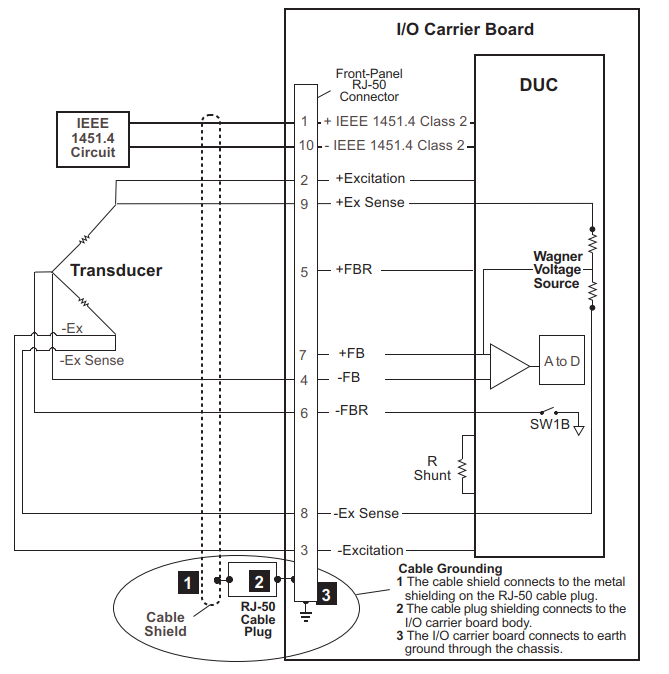 I/O Carrier Board
Front-Panel
RJ-50
Connector
DUC
IEEE
1451.4
Circuit
1 + IEEE 1451.4 Class 2
10 - IEEE 1451.4 Class 2
2 +Excitation
9 +Ex Sense
Transducer
5 +FBR
Wagner
Voltage
Source
-Ex
-Ex Sense
7 +FB
A to D
4 -FB
6 -FBR
SW1B
R
Shunt
8 -Ex Sense
3 -Excitation
1
2
3
Cable
Shield
RJ-50
Cable
Plug
Cable Grounding
1 The cable shield connects to the metal
shielding on the RJ-50 cable plug.
2 The cable plug shielding connects to the
I/O carrier board body.
3 The I/O carrier board connects to earth
ground through the chassis.